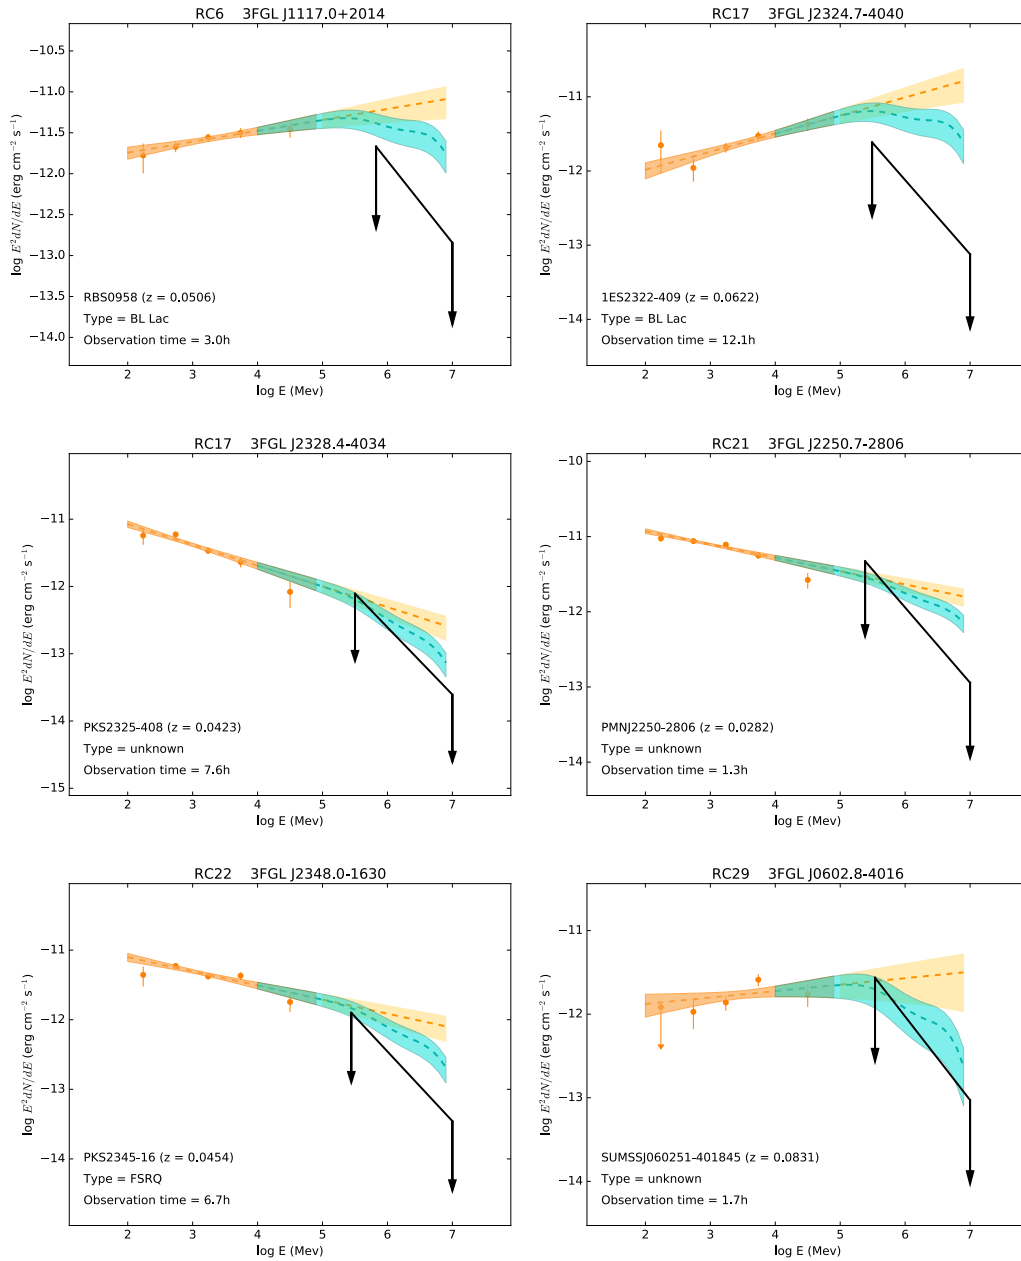 RC6 3FGL J1117.0+2014
log E²dN/dE (erg cm⁻² s⁻¹)
−10.5
−11.0
−11.5
−12.0
−12.5
−13.0
−13.5
−14.0
RBS0958 (z = 0.0506)
Type = BL Lac
Observation time = 3.0h
2 3 4 5 6 7
log E (Mev)
RC17 3FGL J2324.7-4040
log E²dN/dE (erg cm⁻² s⁻¹)
−11
−12
−13
−14
1ES2322-409 (z = 0.0622)
Type = BL Lac
Observation time = 12.1h
2 3 4 5 6 7
log E (Mev)
RC17 3FGL J2328.4-4034
log E²dN/dE (erg cm⁻² s⁻¹)
−11
−12
−13
−14
−15
PKS2325-408 (z = 0.0423)
Type = unknown
Observation time = 7.6h
2 3 4 5 6 7
log E (Mev)
RC21 3FGL J2250.7-2806
log E²dN/dE (erg cm⁻² s⁻¹)
−10
−11
−12
−13
−14
PMNJ2250-2806 (z = 0.0282)
Type = unknown
Observation time = 1.3h
2 3 4 5 6 7
log E (Mev)
RC22 3FGL J2348.0-1630
log E²dN/dE (erg cm⁻² s⁻¹)
−11
−12
−13
−14
PKS2345-16 (z = 0.0454)
Type = FSRQ
Observation time = 6.7h
2 3 4 5 6 7
log E (Mev)
RC29 3FGL J0602.8-4016
log E²dN/dE (erg cm⁻² s⁻¹)
−11
−12
−13
−14
SUMSSJ060251-401845 (z = 0.0831)
Type = unknown
Observation time = 1.7h
2 3 4 5 6 7
log E (Mev)